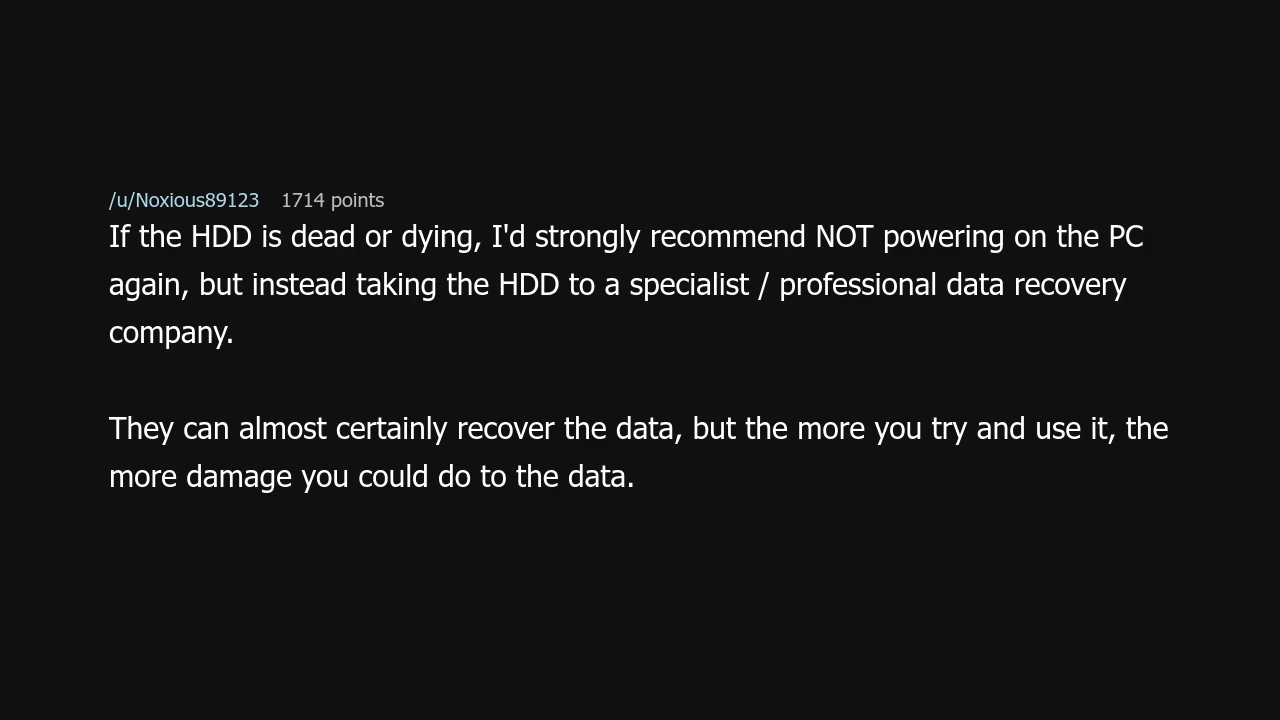 /u/Noxious89123 1714 points
If the HDD is dead or dying, I'd strongly recommend NOT powering on the PC
again, but instead taking the HDD to a specialist / professional data recovery
company.
They can almost certainly recover the data, but the more you try and use it, the
more damage you could do to the data.